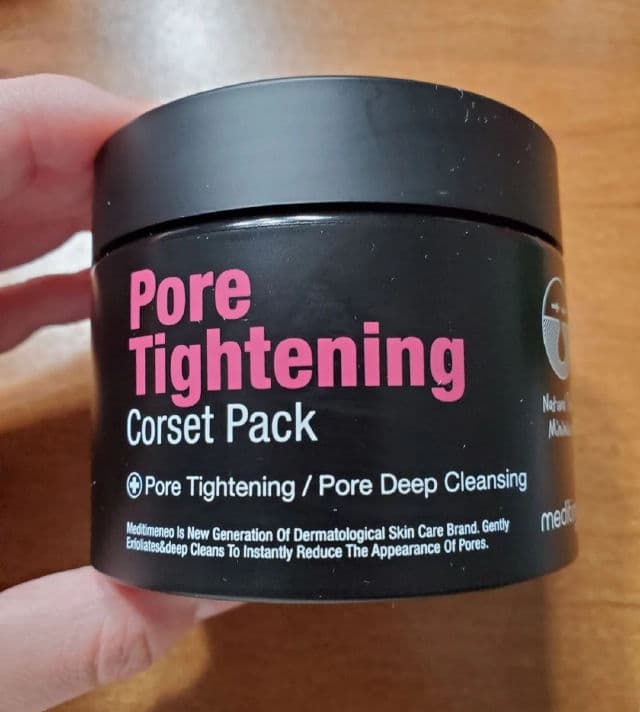 Pore
Tightening
Corset Pack
Pore Tightening / Pore Deep Cleansing
Meditimeneo Is New Generation Of Dermatological Skin Care Brand. Gently
Exfoliates&deep Cleans To Instantly Reduce The Appearance Of Pores.